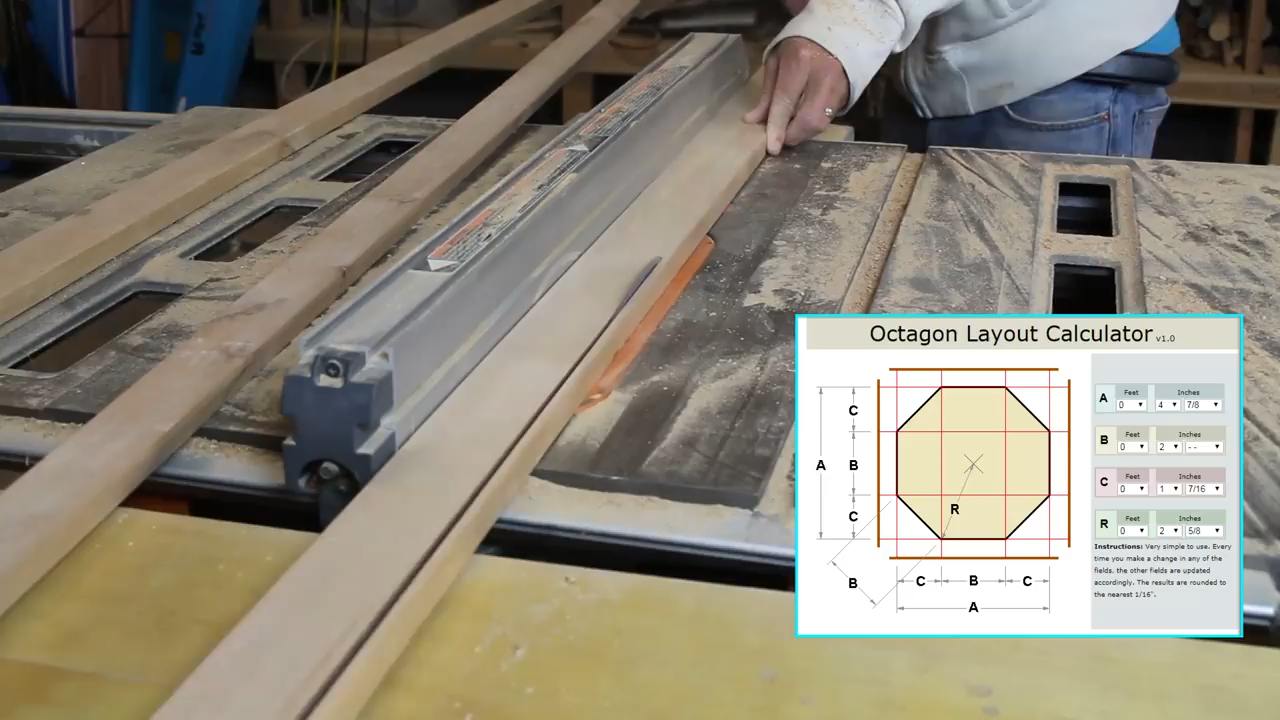 Octagon Layout Calculator v1.0
A Feet 0 Inches 4 7/8
B Feet 0 Inches 2 - -
C Feet 0 Inches 1 7/16
R Feet 0 Inches 2 5/8
Instructions: Very simple to use. Every
time you make a change in any of the
fields, the other fields are updated
accordingly. The results are rounded to
the nearest 1/16".
C
A B
C
R
B
C B C
A